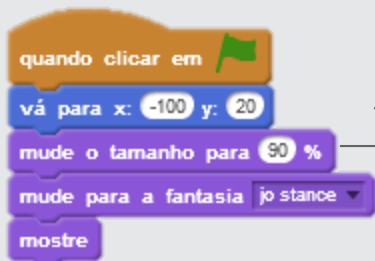 quando clicar em
vá para x: -100 y: 20
mude o tamanho para 90 %
mude para a fantasia jo stance
mostre